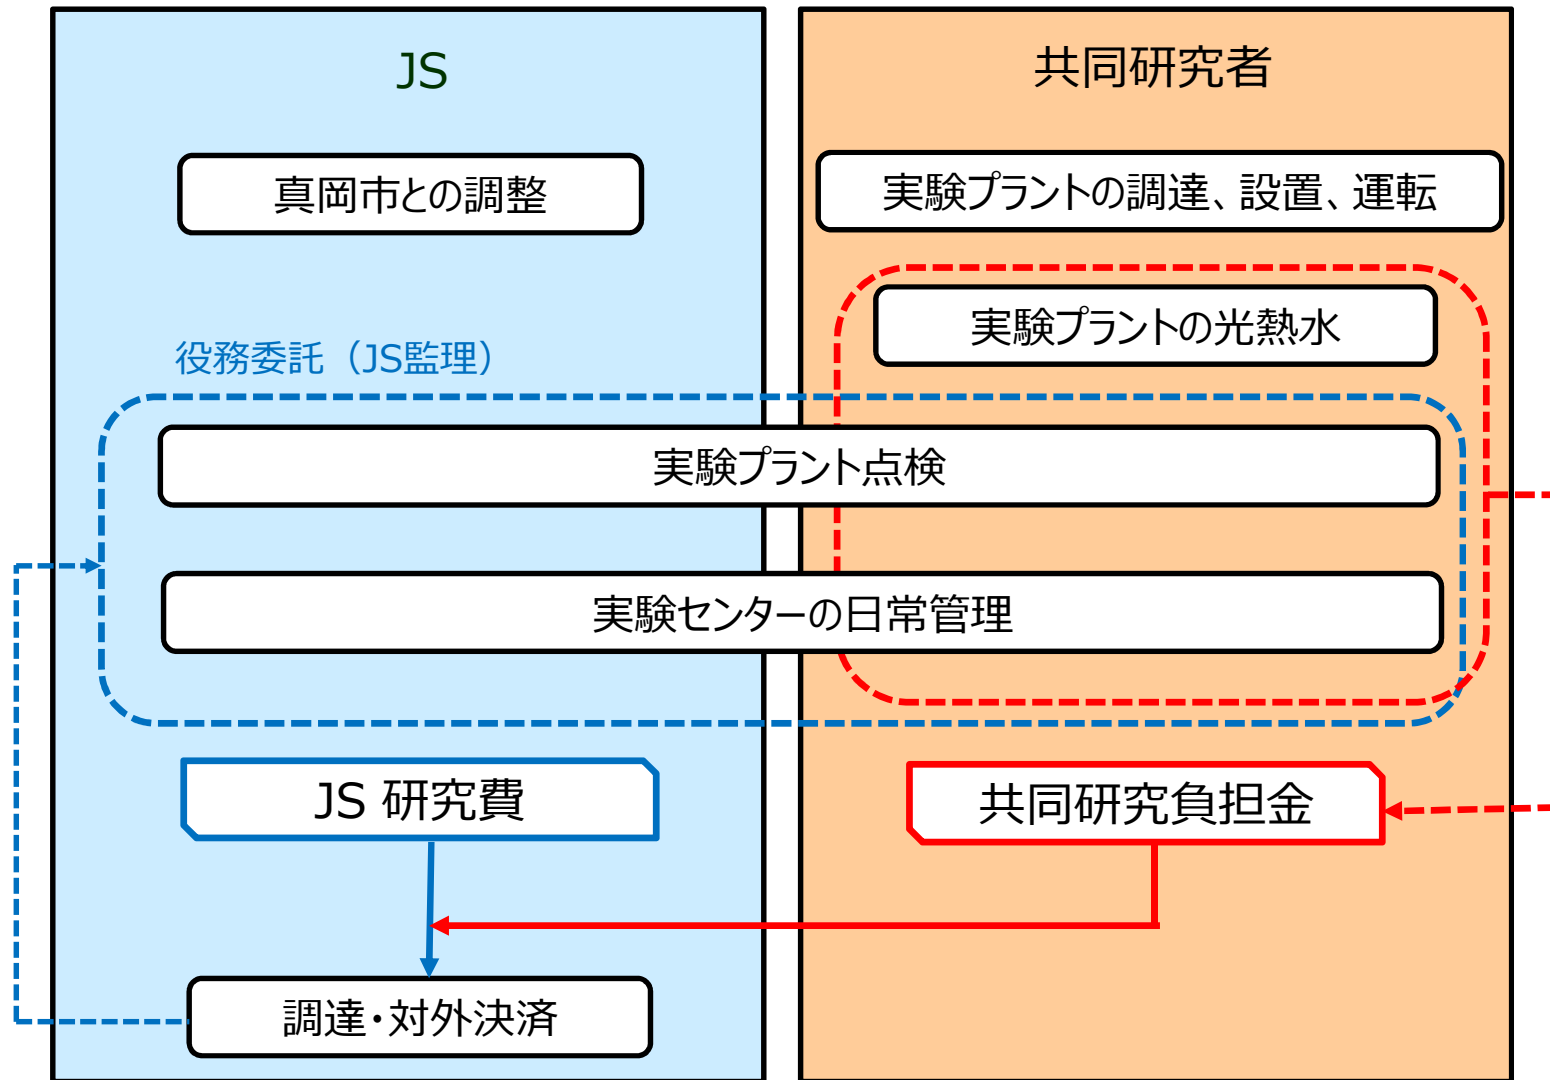 JS
共同研究者
真岡市との調整
実験プラントの調達、設置、運転
実験プラントの光熱水
役務委託（JS監理）
実験プラント点検
実験センターの日常管理
JS 研究費
共同研究負担金
調達・対外決済